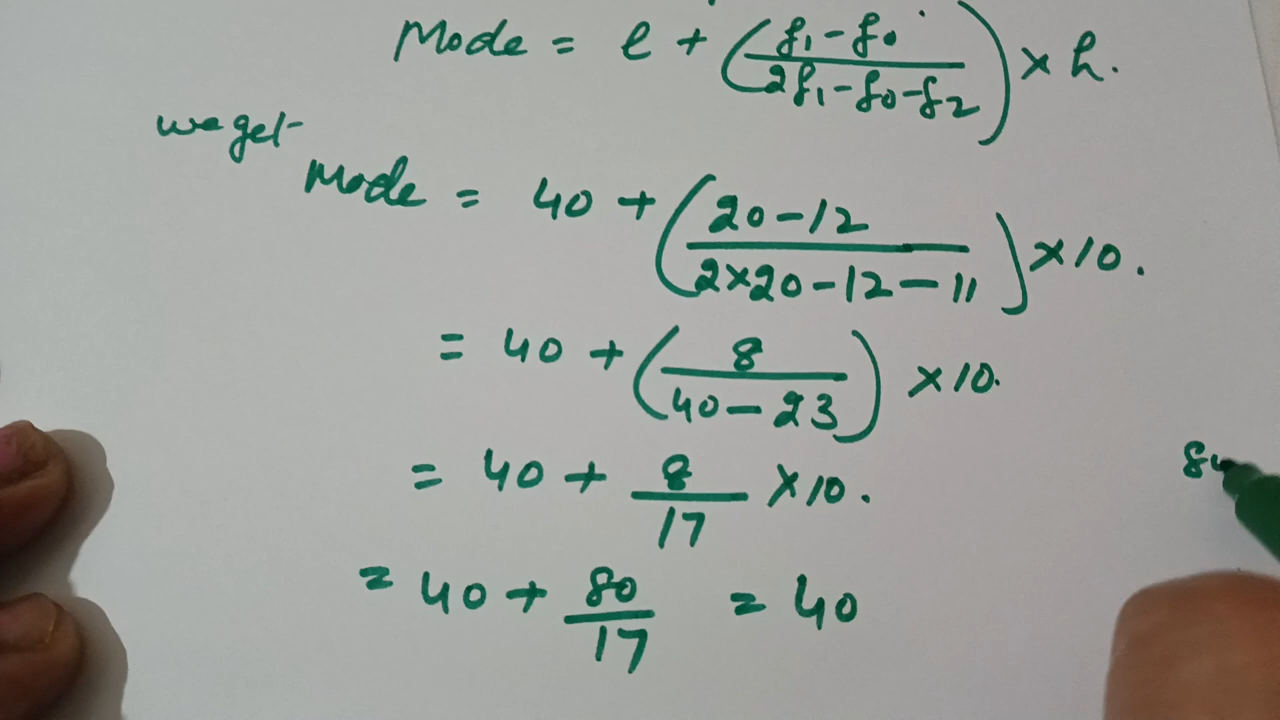 Mode = l + (f1-f0 / 2f1-f0-f2) × h.
we get
Mode = 40 + (20-12 / 2×20-12-11) ×10.
= 40 + (8 / 40-23) ×10.
= 40 + 8/17 ×10.
= 40 + 80/17 = 40